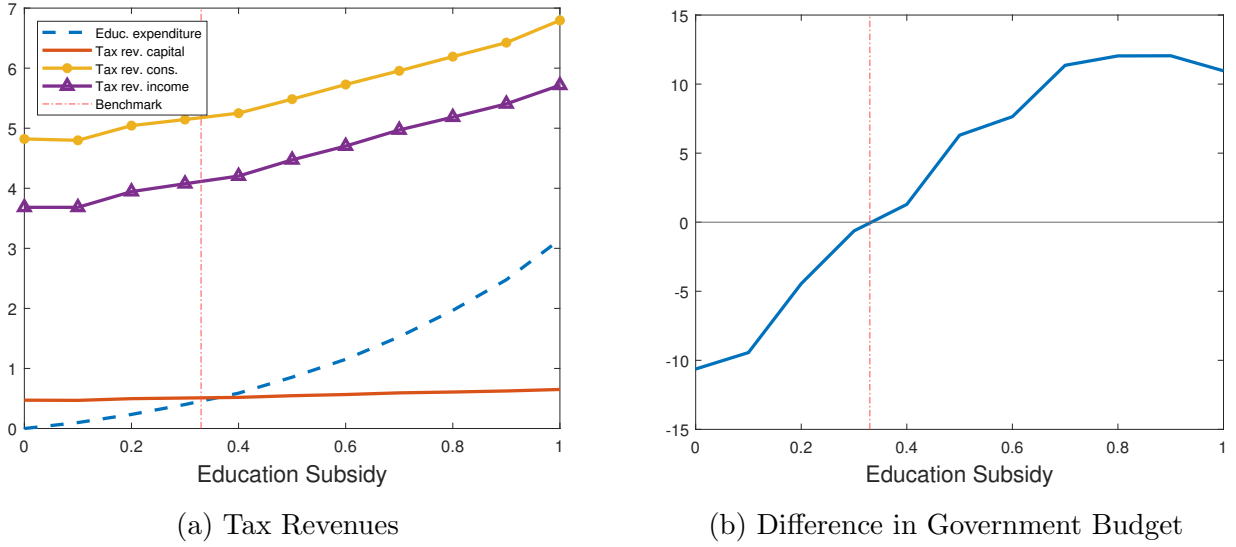 7
6
5
4
3
2
1
0
Educ. expenditure
Tax rev. capital
Tax rev. cons.
Tax rev. income
Benchmark
0 0.2 0.4 0.6 0.8 1
Education Subsidy
(a) Tax Revenues
15
10
5
0
-5
-10
-15
0 0.2 0.4 0.6 0.8 1
Education Subsidy
(b) Difference in Government Budget